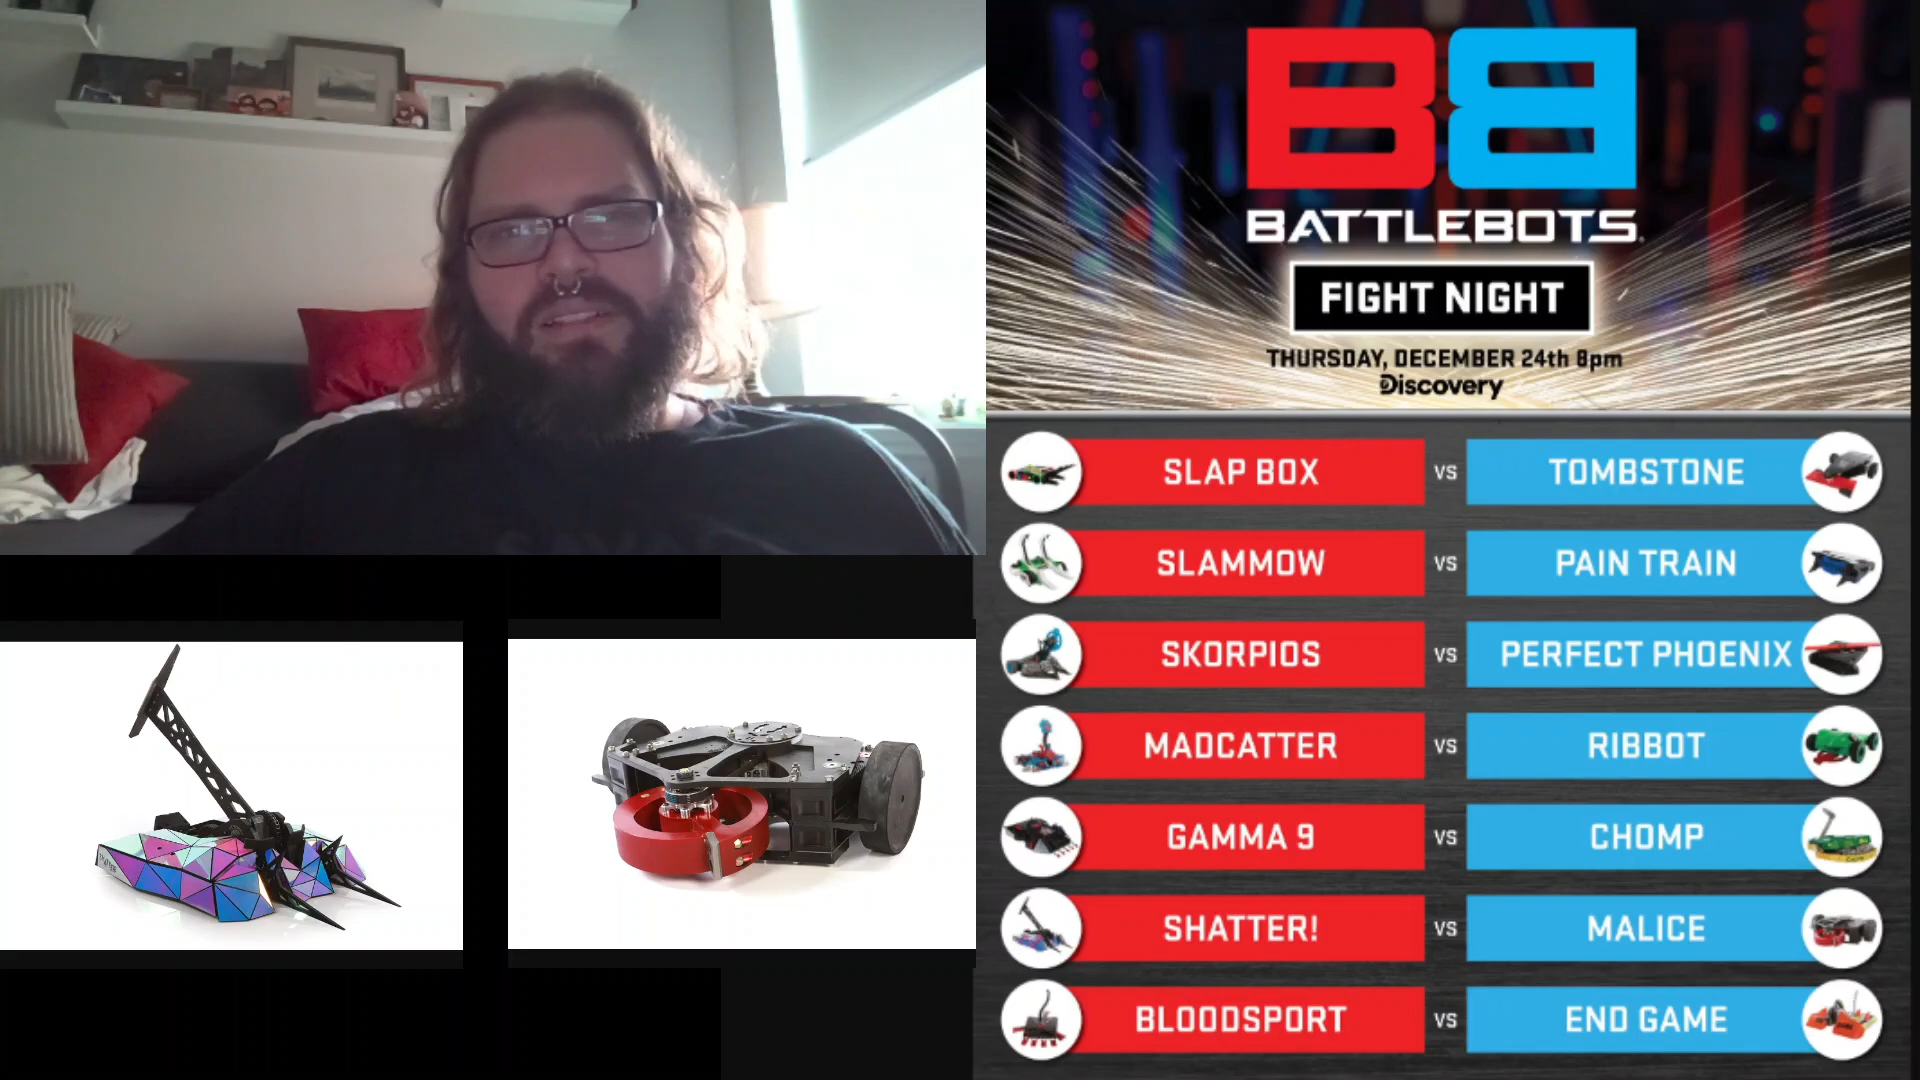 BB
BATTLEBOTS
FIGHT NIGHT
THURSDAY, DECEMBER 24th 8pm
Discovery
SLAP BOX VS TOMBSTONE
SLAMMOW VS PAIN TRAIN
SKORPIOS VS PERFECT PHOENIX
MADCATTER VS RIBBOT
GAMMA 9 VS CHOMP
SHATTER! VS MALICE
BLOODSPORT VS END GAME